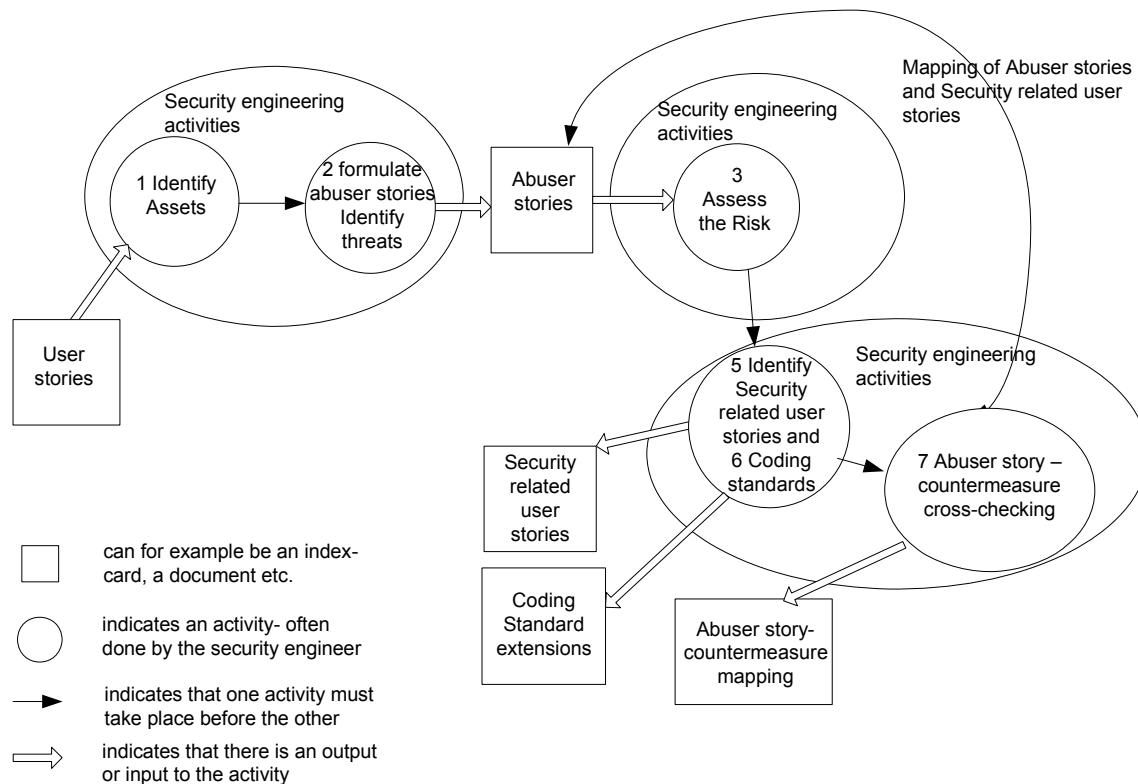 Mapping of Abuser stories
and Security related user
stories
Security engineering
activities
1 Identify
Assets
2 formulate
abuser stories
Identify
threats
Abuser
stories
Security engineering
activities
3
Assess
the Risk
User
stories
Security engineering
activities
5 Identify
Security
related user
stories and
6 Coding
standards
7 Abuser story –
countermeasure
cross-checking
Security
related
user
stories
Coding
Standard
extensions
Abuser story-
countermeasure
mapping
can for example be an index-
card, a document etc.
indicates an activity- often
done by the security engineer
indicates that one activity must
take place before the other
indicates that there is an output
or input to the activity